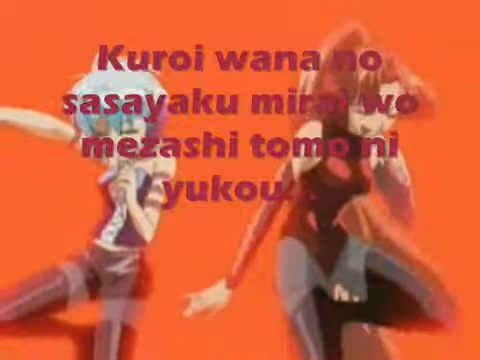 Kuroi wana no
sasayaku mirai wo
mezashi tomo ni
yukou...